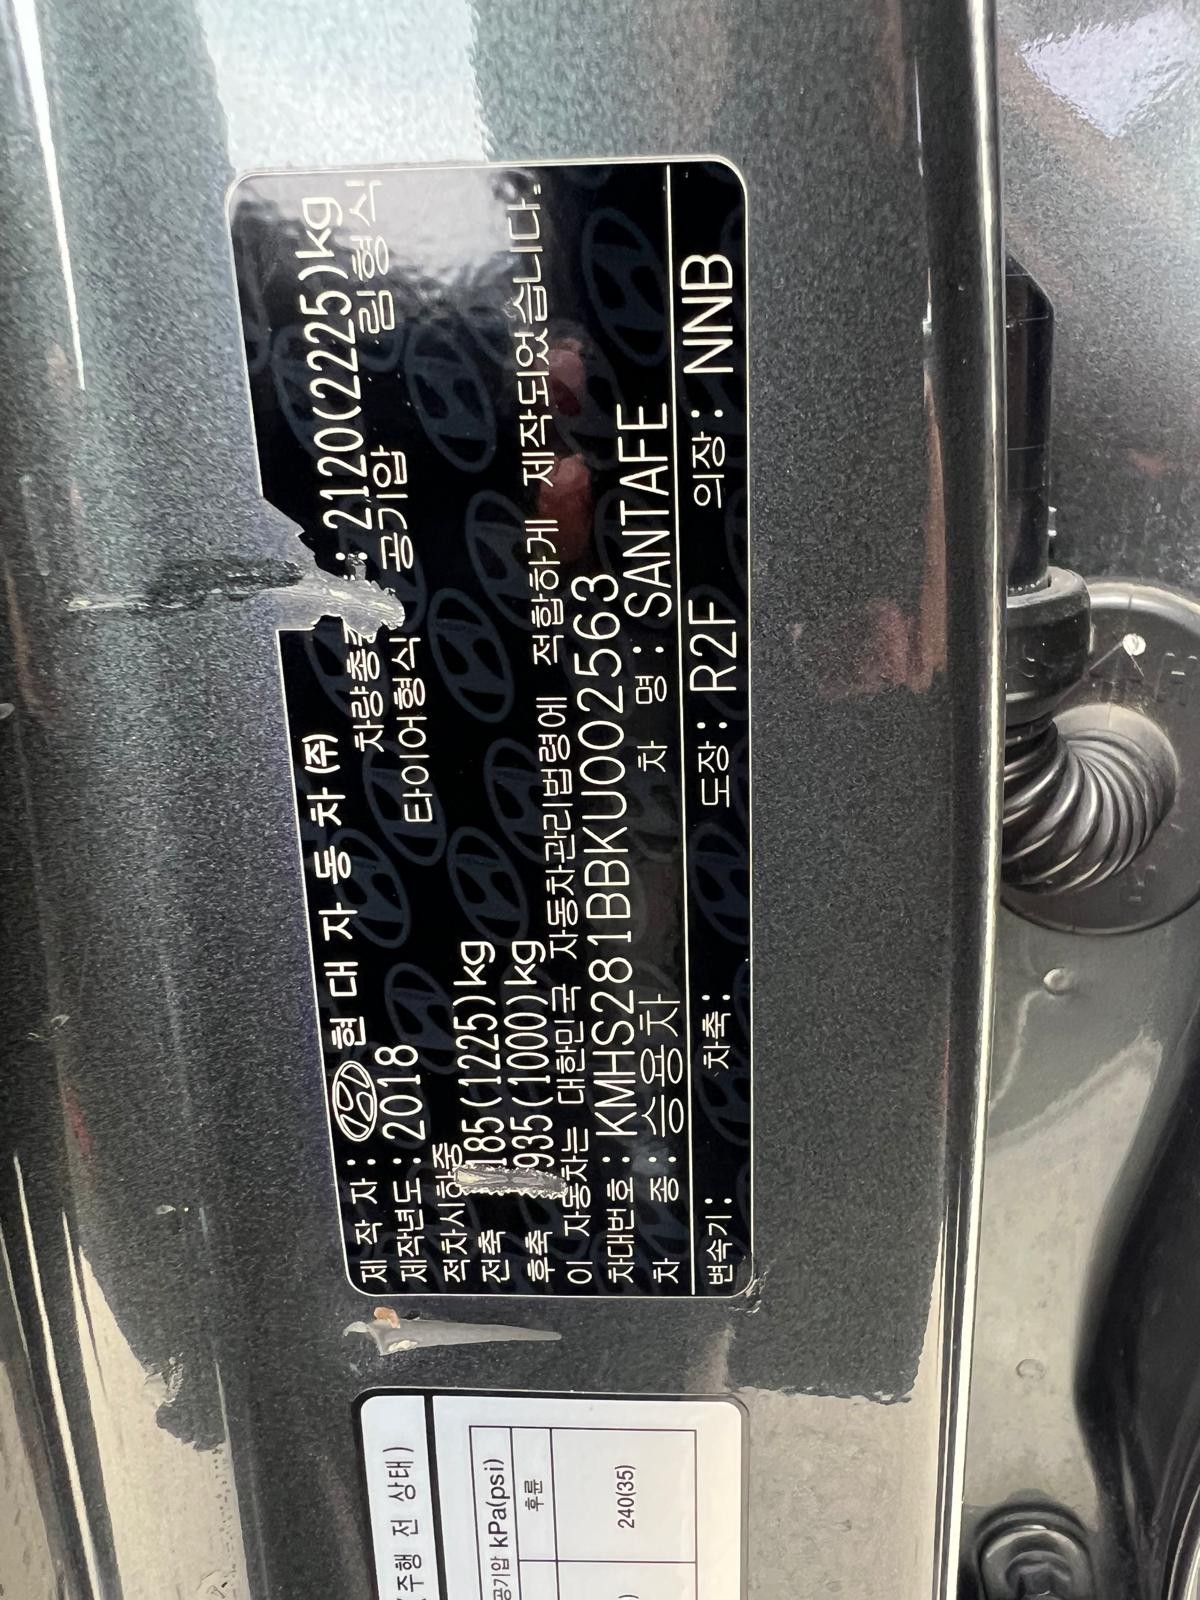 제 작 자 : 현 대 자 동 차 (주)
제작년도 : 2018 : 2120(2225)kg
적차시하중 타이어형식 공기압 림형식
전축 185(1225)kg
후축 935(1000)kg
이 자동차는 대한민국 자동차관리법령에 적합하게 제작되었습니다.
차대번호 : KMHS281BBKU002563
차 종 : 승용차 차 명 : SANTAFE
변속기 : 차축 : 도장 : R2F 의장 : NNB
주행 전 상태)
공기압 kPa(psi)
후륜
240(35)